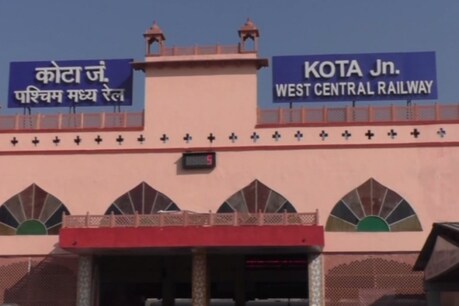 कोटा जं.
पश्चिम मध्य रेल
KOTA Jn.
WEST CENTRAL RAILWAY